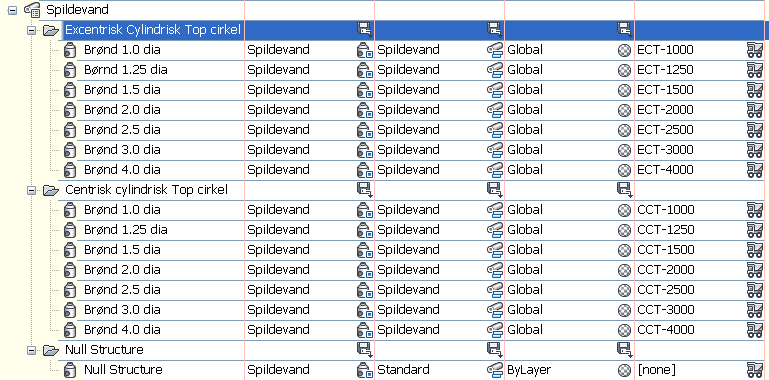 Spildevand
Excentrisk Cylindrisk Top cirkel
Brønd 1.0 dia Spildevand Spildevand Global ECT-1000
Børnd 1.25 dia Spildevand Spildevand Global ECT-1250
Brønd 1.5 dia Spildevand Spildevand Global ECT-1500
Brønd 2.0 dia Spildevand Spildevand Global ECT-2000
Brønd 2.5 dia Spildevand Spildevand Global ECT-2500
Brønd 3.0 dia Spildevand Spildevand Global ECT-3000
Brønd 4.0 dia Spildevand Spildevand Global ECT-4000
Centrisk cylindrisk Top cirkel
Brønd 1.0 dia Spildevand Spildevand Global CCT-1000
Brønd 1.25 dia Spildevand Spildevand Global CCT-1250
Brønd 1.5 dia Spildevand Spildevand Global CCT-1500
Brønd 2.0 dia Spildevand Spildevand Global CCT-2000
Brønd 2.5 dia Spildevand Spildevand Global CCT-2500
Brønd 3.0 dia Spildevand Spildevand Global CCT-3000
Brønd 4.0 dia Spildevand Spildevand Global CCT-4000
Null Structure
Null Structure Spildevand Standard ByLayer [none]